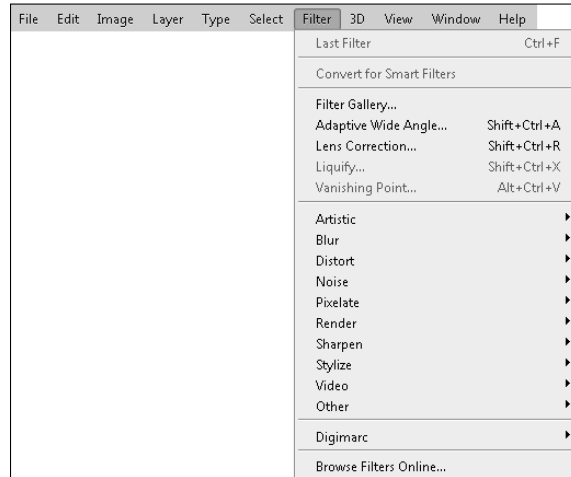 File Edit Image Layer Type Select Filter 3D View Window Help
Last Filter Ctrl+F
Convert for Smart Filters
Filter Gallery...
Adaptive Wide Angle... Shift+Ctrl+A
Lens Correction... Shift+Ctrl+R
Liquify... Shift+Ctrl+X
Vanishing Point... Alt+Ctrl+V
Artistic
Blur
Distort
Noise
Pixelate
Render
Sharpen
Stylize
Video
Other
Digimarc
Browse Filters Online...